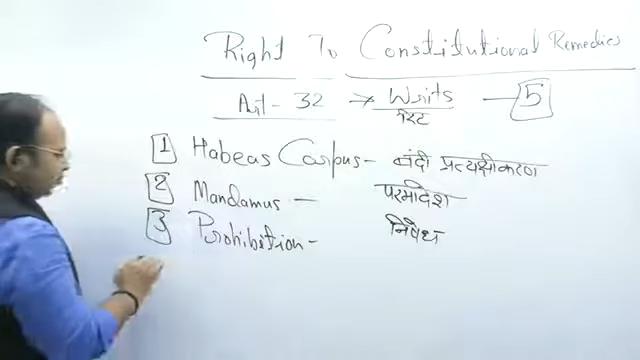 Right To Constitutional Remedies
Art - 32 → Writs — 5
रिट
1 Habeas Corpus - बंदी प्रत्यक्षीकरण
2 Mandamus — परमादेश
3 Prohibition - निषेध